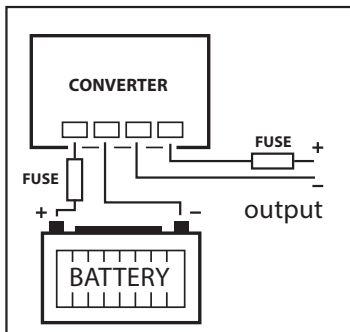 CONVERTER
FUSE
+
−
FUSE
output
+
−
BATTERY